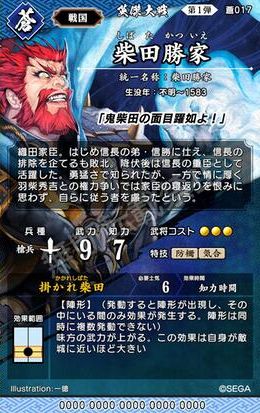 蒼
戦国
英傑大戦
第1弾
蒼017
しばたかついえ
柴田勝家
統一名称:柴田勝家
生没年:不明~1583
「鬼柴田の面目躍如よ!」
織田家臣。はじめ信長の弟・信勝に仕え、信長の
排除を企てるも敗北。降伏後は信長の重臣として
活躍した。勇猛さで知られたが、一方で情に厚く
羽柴秀吉との権力争いでは家臣の寝返りを恨みに
思わず、自らに従う者を慮ったという。
兵種 武力 知力 武将コスト
槍兵 9 7 特技 防柵 気合
かかれしばた 必要士気 効果時間
掛かれ柴田 6 知力時間
効果範囲
【陣形】(発動すると陣形が出現し、その
中にいる間のみ効果が発生する。陣形は同
時に複数発動できない)
味方の武力が上がる。この効果は自身が敵
城に近いほど大きい
Illustration:一徳
©SEGA
0000-0000-0000-0000-0000